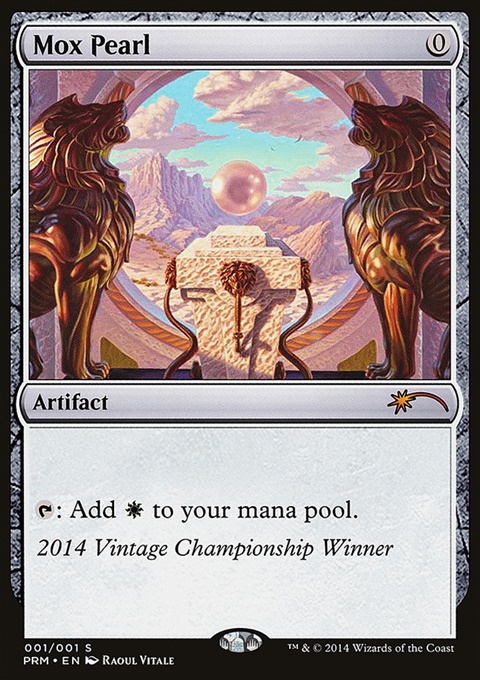 Mox Pearl 0
Artifact
: Add to your mana pool.
2014 Vintage Championship Winner
001/001 S
PRM • EN Raoul Vitale
™ & © 2014 Wizards of the Coast